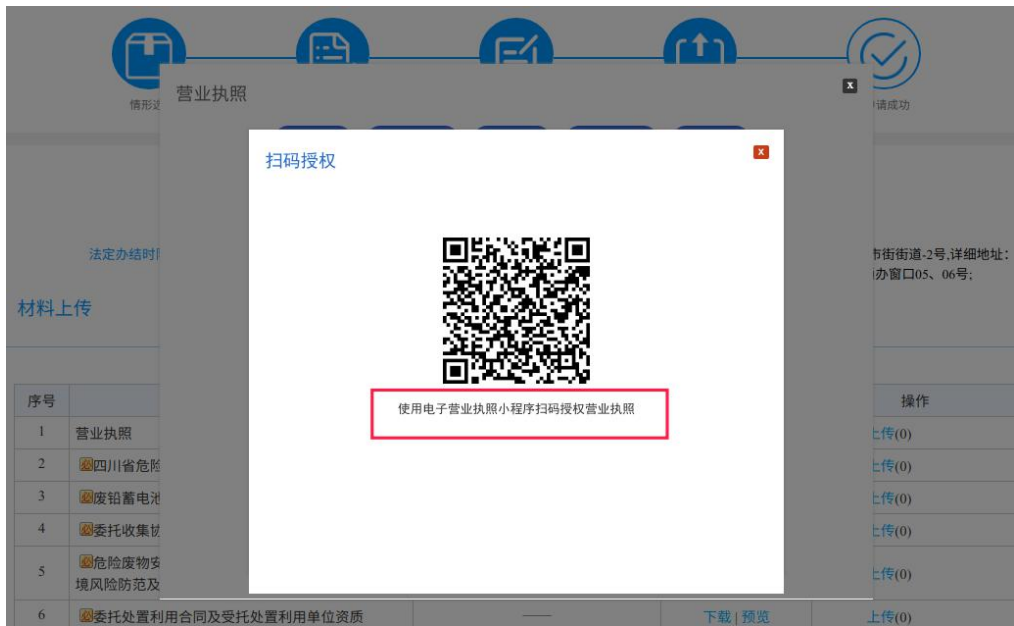 情形
请成功
营业执照
x
扫码授权
x
法定办结时
市街街道-2号,详细地址:
办窗口05、06号;
材料上传
使用电子营业执照小程序扫码授权营业执照
序号
操作
1
营业执照
上传(0)
2
必四川省危险
上传(0)
3
必废铅蓄电池
上传(0)
4
必委托收集协
上传(0)
5
必危险废物安
境风险防范及
上传(0)
6
必委托处置利用合同及受托处置利用单位资质
——
下载 | 预览
上传(0)